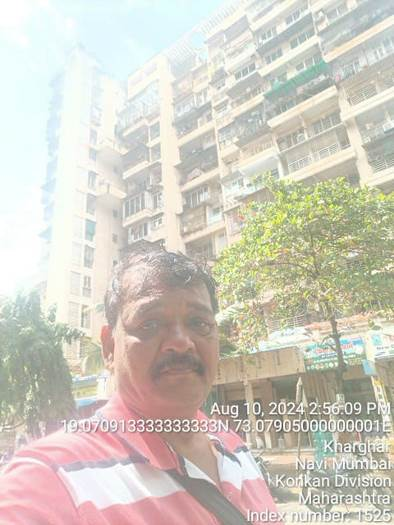 Aug 10, 2024 2:56:09 PM
19.070913333333333N 73.07905000000001E
Kharghar
Navi Mumbai
Konkan Division
Maharashtra
Index number: 1525